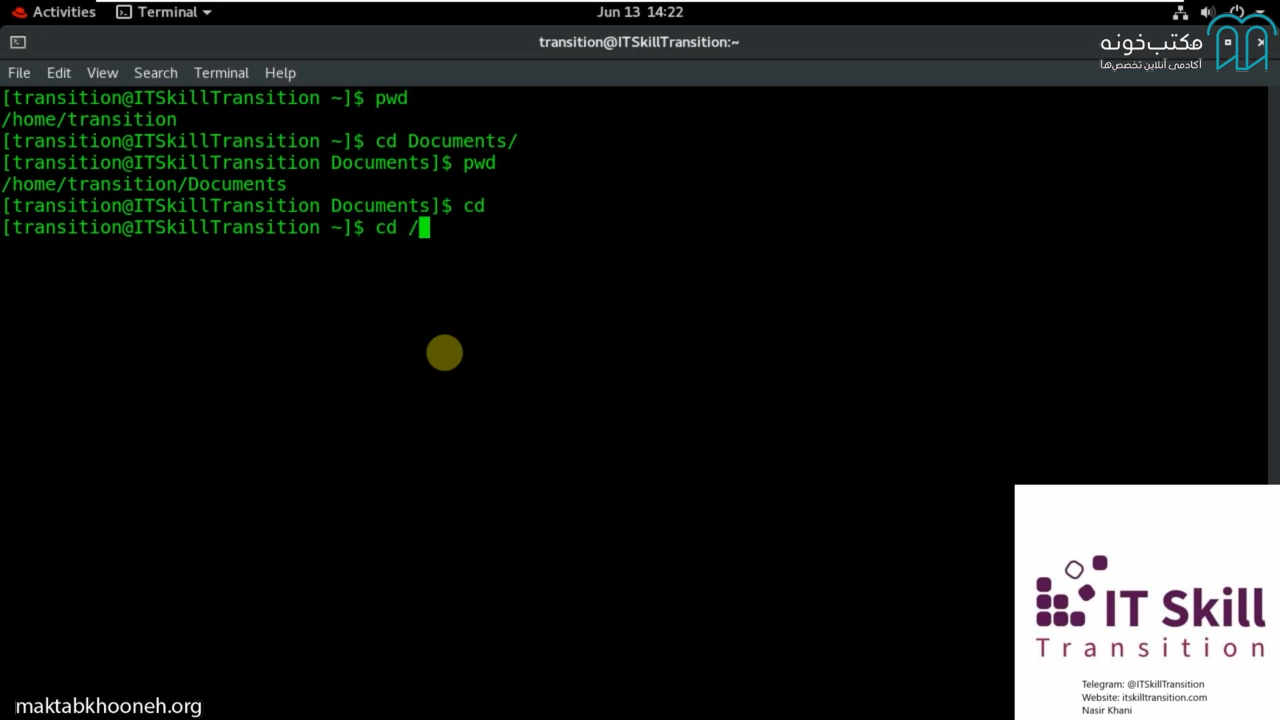 Activities
Terminal
Jun 13 14:22
transition@ITSkillTransition:~
مکتب‌خونه
آکادمی آنلاین تخصص‌ها
File Edit View Search Terminal Help
[transition@ITSkillTransition ~]$ pwd
/home/transition
[transition@ITSkillTransition ~]$ cd Documents/
[transition@ITSkillTransition Documents]$ pwd
/home/transition/Documents
[transition@ITSkillTransition Documents]$ cd
[transition@ITSkillTransition ~]$ cd /
IT Skill
Transition
Telegram: @ITSkillTransition
Website: itskilltransition.com
Nasir Khani
maktabkhooneh.org